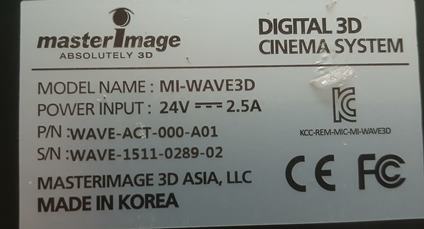 masterimage
ABSOLUTELY 3D
DIGITAL 3D
CINEMA SYSTEM
MODEL NAME : MI-WAVE3D
POWER INPUT : 24V ⎓ 2.5A
P/N : WAVE-ACT-000-A01
S/N : WAVE-1511-0289-02
KCC-REM-MIC-MI-WAVE3D
MASTERIMAGE 3D ASIA, LLC
MADE IN KOREA
CE FC